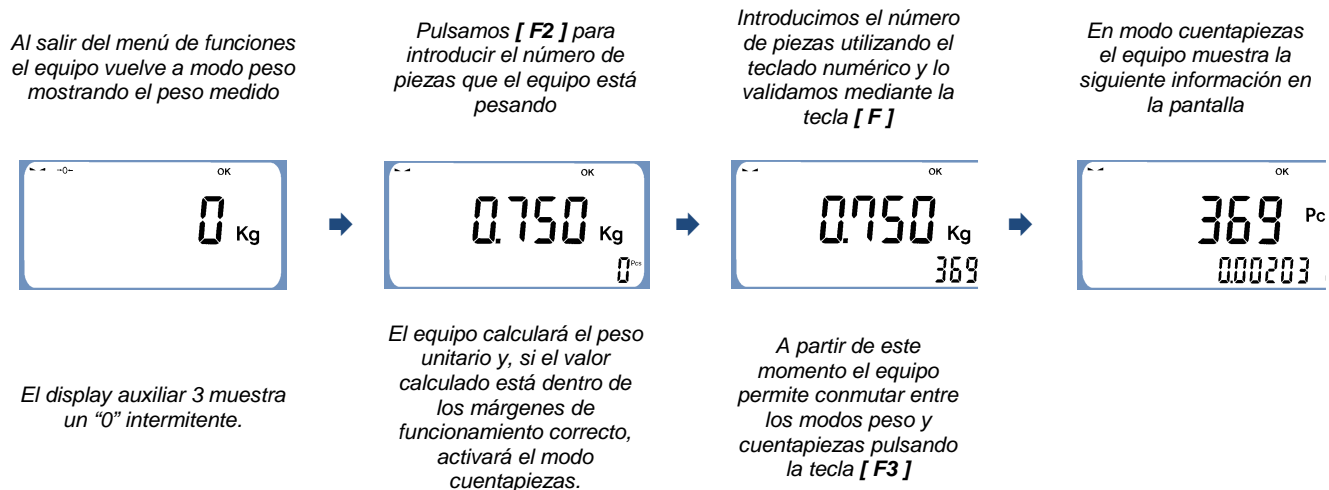 Al salir del menú de funciones
el equipo vuelve a modo peso
mostrando el peso medido
Pulsamos [ F2 ] para
introducir el número de
piezas que el equipo está
pesando
Introducimos el número
de piezas utilizando el
teclado numérico y lo
validamos mediante la
tecla [ F ]
En modo cuentapiezas
el equipo muestra la
siguiente información en
la pantalla
→0← OK
0 Kg
OK
0.750 Kg
0 Pcs
OK
0.750 Kg
369
OK
369 Pc
0.00203
El display auxiliar 3 muestra
un “0” intermitente.
El equipo calculará el peso
unitario y, si el valor
calculado está dentro de
los márgenes de
funcionamiento correcto,
activará el modo
cuentapiezas.
A partir de este
momento el equipo
permite conmutar entre
los modos peso y
cuentapiezas pulsando
la tecla [ F3 ]